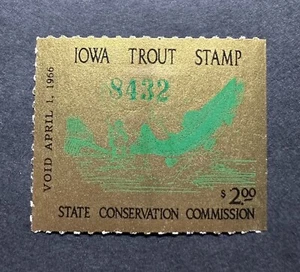 IOWA TROUT STAMP
8432
VOID APRIL 1, 1966
$2.00
STATE CONSERVATION COMMISSION